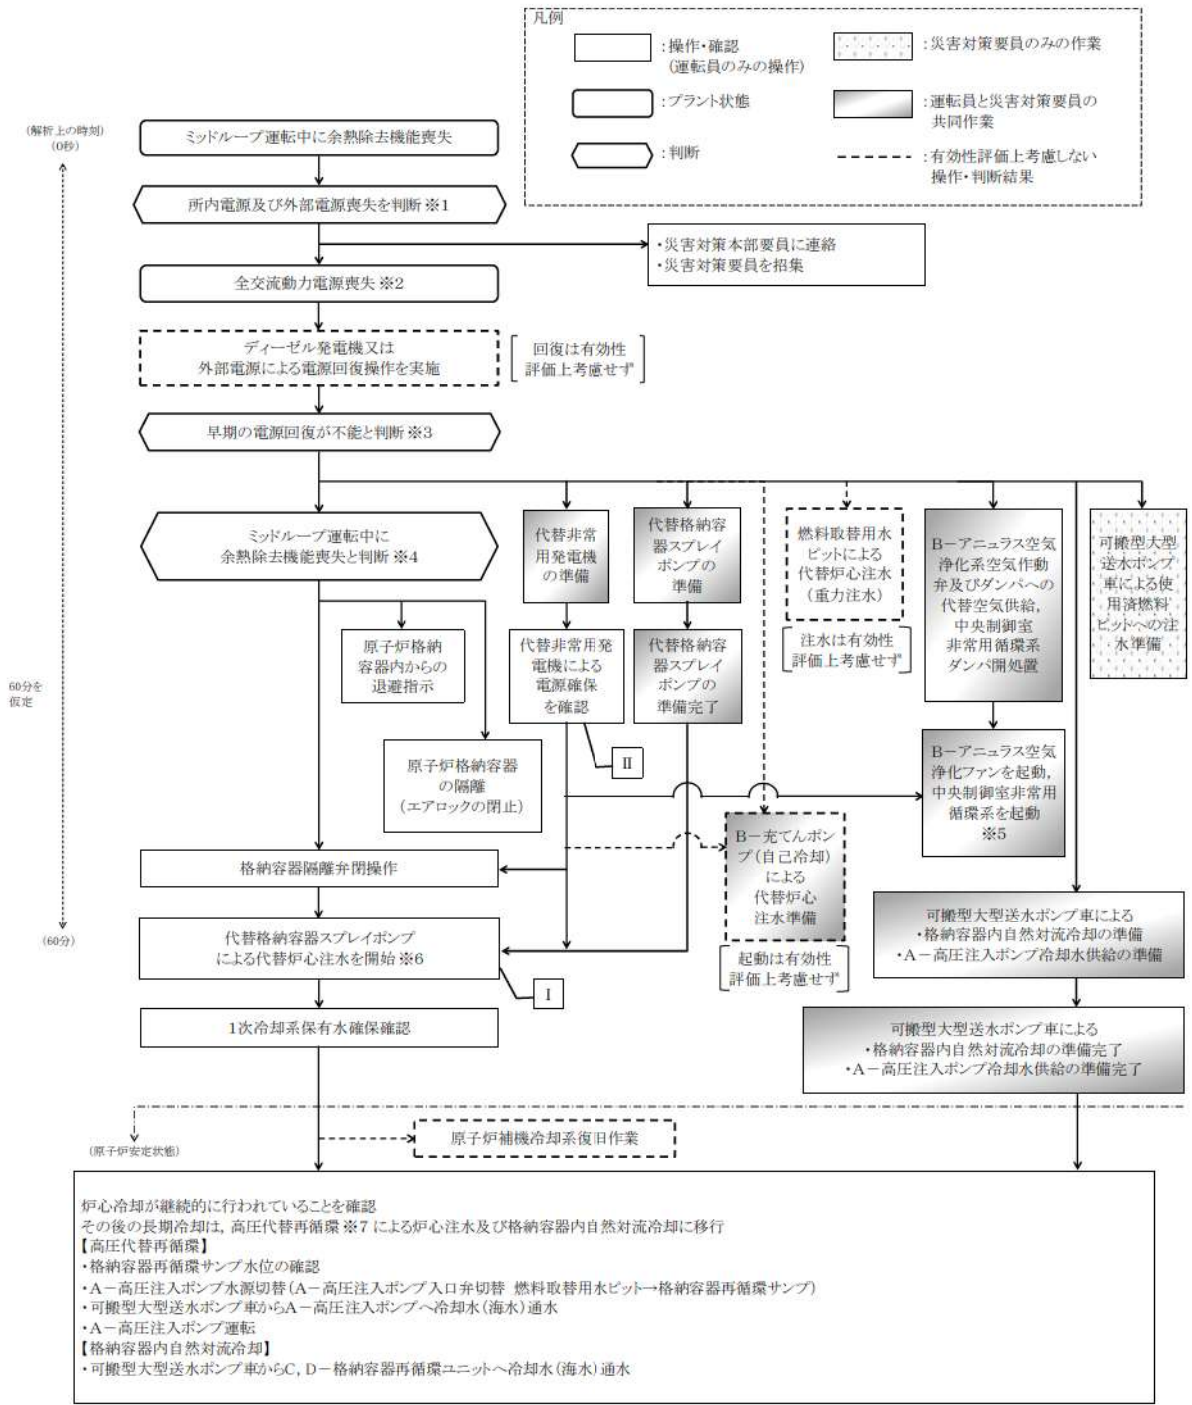 凡例
：操作・確認
（運転員のみの操作）
：災害対策要員のみの作業
：プラント状態
：運転員と災害対策要員の
共同作業
：判断
：有効性評価上考慮しない
操作・判断結果
（解析上の時刻）
（0秒）
ミッドループ運転中に余熱除去機能喪失
所内電源及び外部電源喪失を判断※1
・災害対策本部要員に連絡
・災害対策要員を招集
全交流動力電源喪失※2
ディーゼル発電機又は
外部電源による電源回復操作を実施
回復は有効性
評価上考慮せず
早期の電源回復が不能と判断※3
ミッドループ運転中に
余熱除去機能喪失と判断※4
代替非常
用発電機
の準備
代替格納容
器スプレイ
ポンプの
準備
燃料取替用水
ピットによる
代替炉心注水
（重力注水）
注水は有効性
評価上考慮せず
B－アニュラス空気
浄化系空気作動
弁及びダンパへの
代替空気供給，
中央制御室
非常用循環系
ダンパ開処置
可搬型大型
送水ポンプ
車による使
用済燃料
ピットへの注
水準備
原子炉格納
容器内からの
退避指示
代替非常用発
電機による
電源確保
を確認
代替格納容
器スプレイ
ポンプの
準備完了
60分を
仮定
Ⅱ
原子炉格納容器
の隔離
（エアロックの閉止）
B－アニュラス空気
浄化ファンを起動，
中央制御室非常用
循環系を起動
※5
B－充てんポン
プ（自己冷却）
による
代替炉心
注水準備
起動は有効性
評価上考慮せず
格納容器隔離弁閉操作
（60分）
代替格納容器スプレイポンプ
による代替炉心注水を開始※6
Ⅰ
可搬型大型送水ポンプ車による
・格納容器内自然対流冷却の準備
・A－高圧注入ポンプ冷却水供給の準備
1次冷却系保有水確保確認
可搬型大型送水ポンプ車による
・格納容器内自然対流冷却の準備完了
・A－高圧注入ポンプ冷却水供給の準備完了
（原子炉安定状態）
原子炉補機冷却系復旧作業
炉心冷却が継続的に行われていることを確認
その後の長期冷却は，高圧代替再循環※7による炉心注水及び格納容器内自然対流冷却に移行
【高圧代替再循環】
・格納容器再循環サンプ水位の確認
・A－高圧注入ポンプ水源切替（A－高圧注入ポンプ入口弁切替 燃料取替用水ピット→格納容器再循環サンプ）
・可搬型大型送水ポンプ車からA－高圧注入ポンプへ冷却水（海水）通水
・A－高圧注入ポンプ運転
【格納容器内自然対流冷却】
・可搬型大型送水ポンプ車からC，D－格納容器再循環ユニットへ冷却水（海水）通水